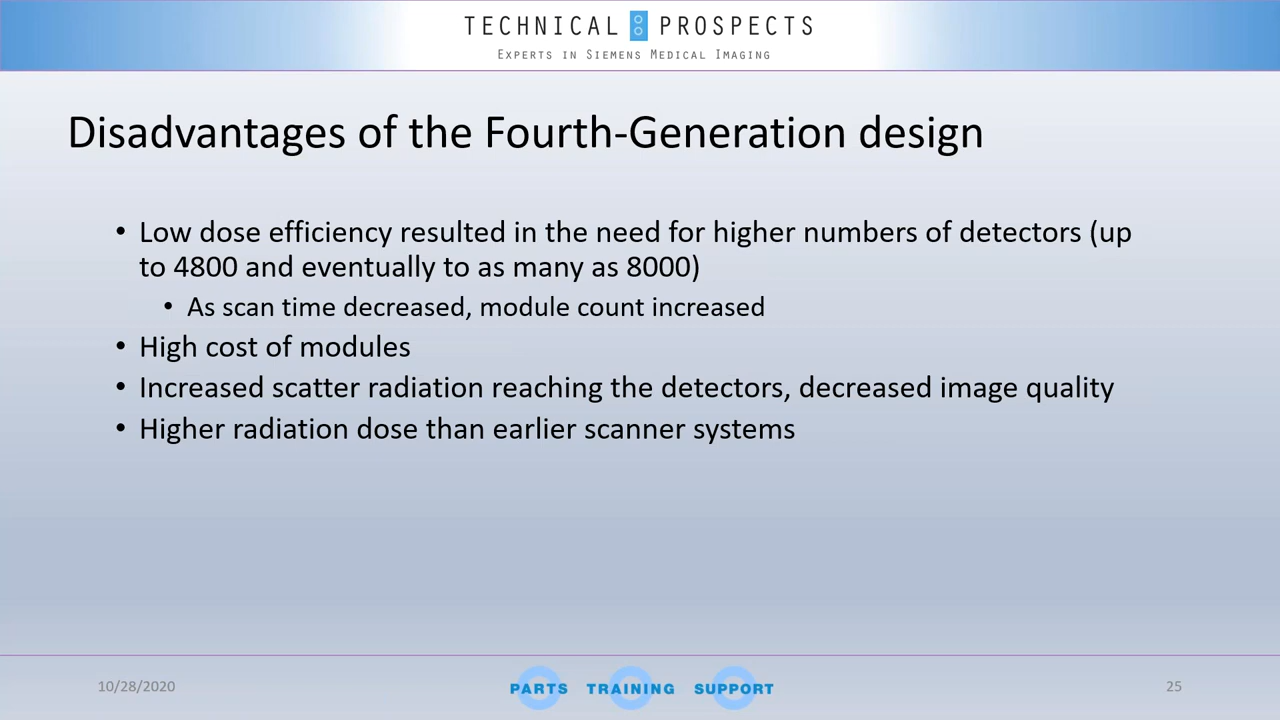 TECHNICAL PROSPECTS
EXPERTS IN SIEMENS MEDICAL IMAGING
Disadvantages of the Fourth-Generation design
• Low dose efficiency resulted in the need for higher numbers of detectors (up
to 4800 and eventually to as many as 8000)
• As scan time decreased, module count increased
• High cost of modules
• Increased scatter radiation reaching the detectors, decreased image quality
• Higher radiation dose than earlier scanner systems
10/28/2020
PARTS TRAINING SUPPORT
25